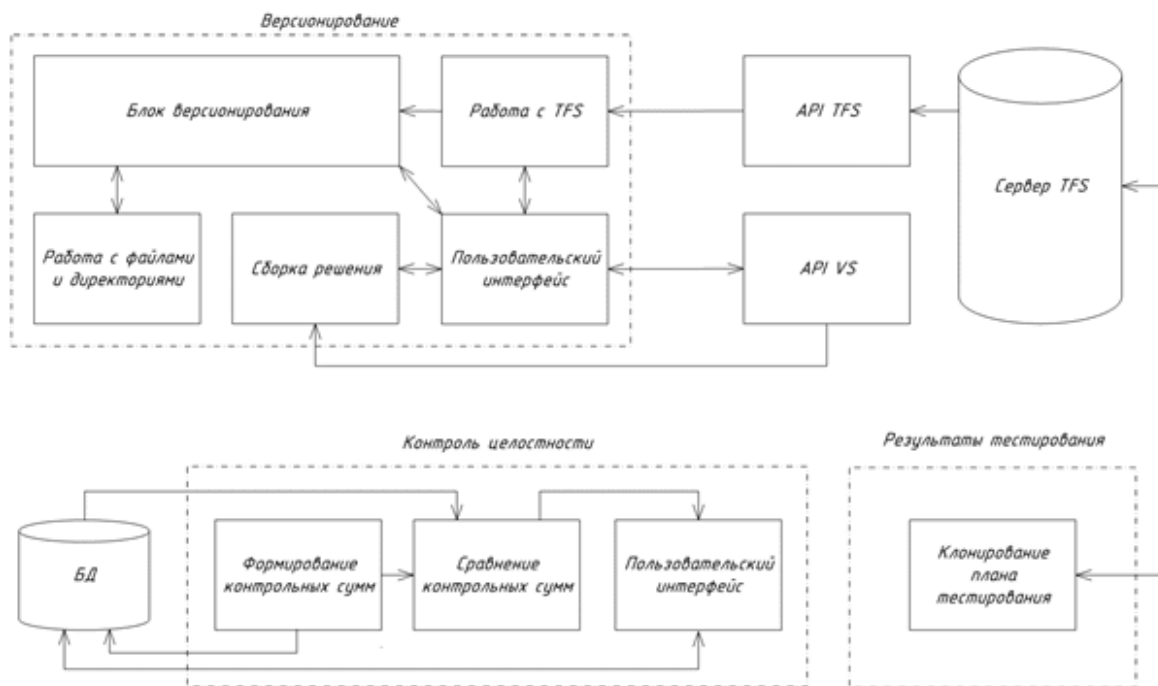 Версионирование
Блок версионирования
Работа с TFS
API TFS
Сервер TFS
Работа с файлами
и директориями
Сборка решения
Пользовательский
интерфейс
API VS
Контроль целостности
Результаты тестирования
БД
Формирование
контрольных сумм
Сравнение
контрольных сумм
Пользовательский
интерфейс
Клонирование
плана
тестирования